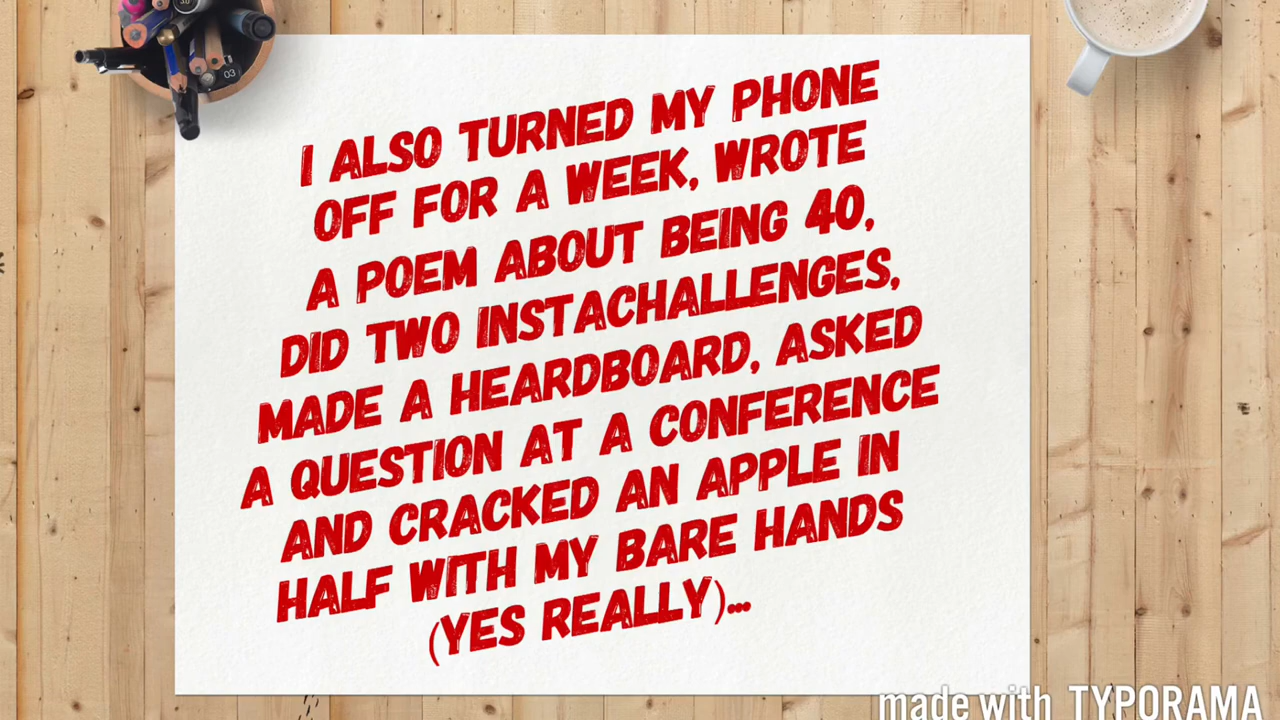 I ALSO TURNED MY PHONE
OFF FOR A WEEK, WROTE
A POEM ABOUT BEING 40,
DID TWO INSTACHALLENGES,
MADE A HEARDBOARD, ASKED
A QUESTION AT A CONFERENCE
AND CRACKED AN APPLE IN
HALF WITH MY BARE HANDS
(YES REALLY)...
03
made with TYPORAMA